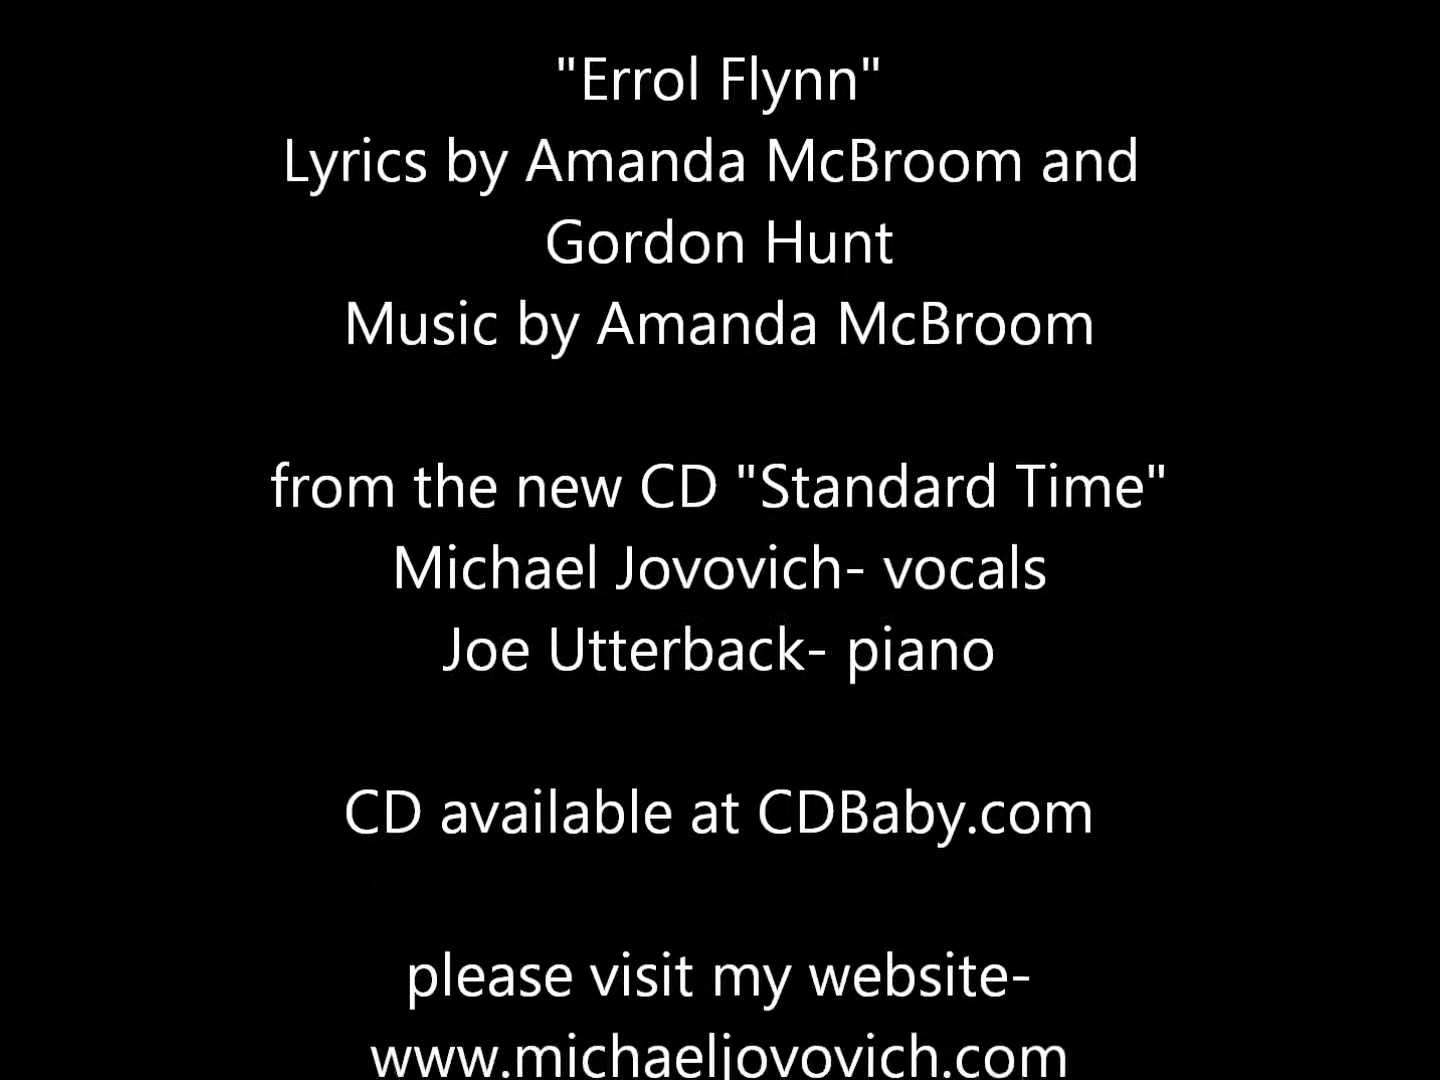 "Errol Flynn"
Lyrics by Amanda McBroom and
Gordon Hunt
Music by Amanda McBroom
from the new CD "Standard Time"
Michael Jovovich- vocals
Joe Utterback- piano
CD available at CDBaby.com
please visit my website-
www.michaeljovovich.com